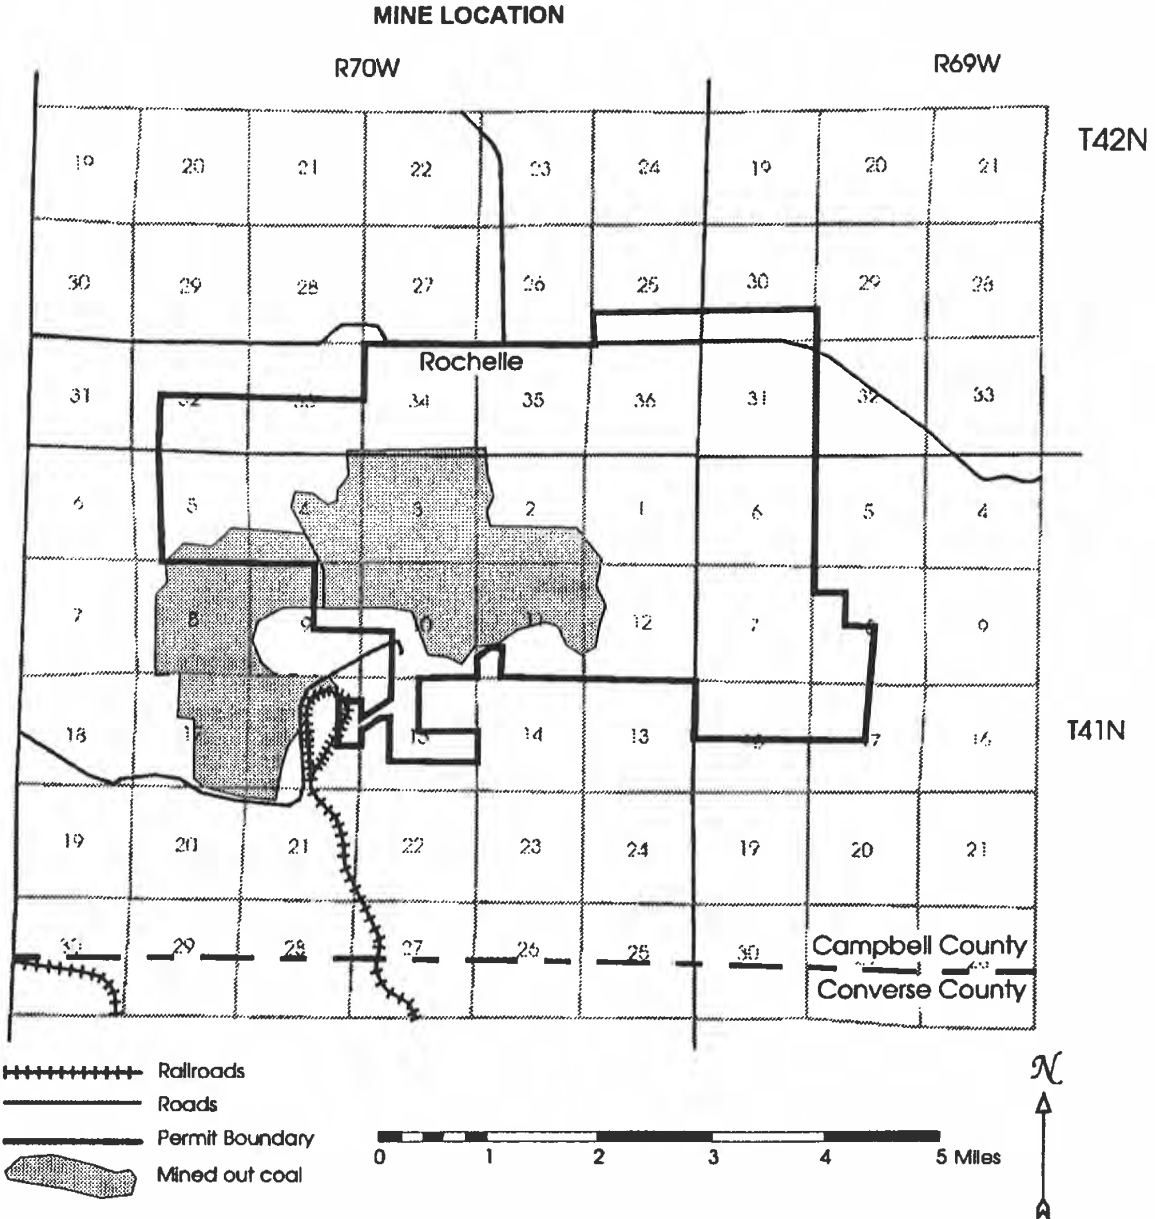 MINE LOCATION
R70W R69W
T42N
19 20 21 22 23 24 19 20 21
30 29 28 27 26 25 30 29 28
Rochelle
31 32 33 34 35 36 31 32 33
6 5 4 3 2 1 6 5 4
7 8 9 10 11 12 7 8 9
18 17 15 14 13 18 17 16
T41N
19 20 21 22 23 24 19 20 21
30 29 28 27 26 25 30
Campbell County
Converse County
Railroads
Roads
Permit Boundary
Mined out coal
0 1 2 3 4 5 Miles
N